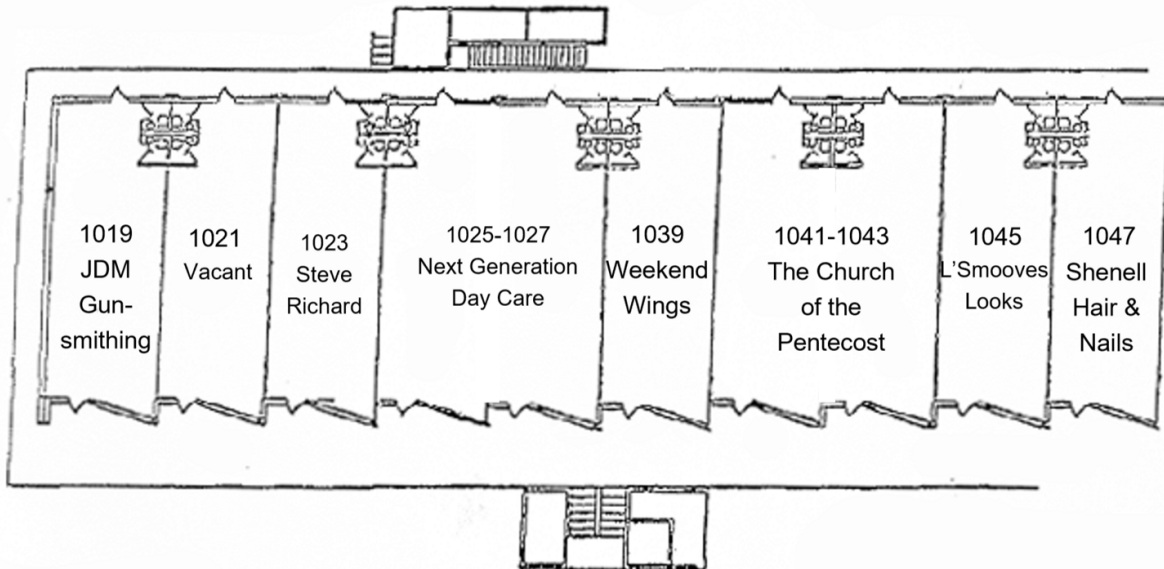 1019
JDM
Gun-
smithing
1021
Vacant
1023
Steve
Richard
1025-1027
Next Generation
Day Care
1039
Weekend
Wings
1041-1043
The Church
of the
Pentecost
1045
L'Smooves
Looks
1047
Shenell
Hair &
Nails